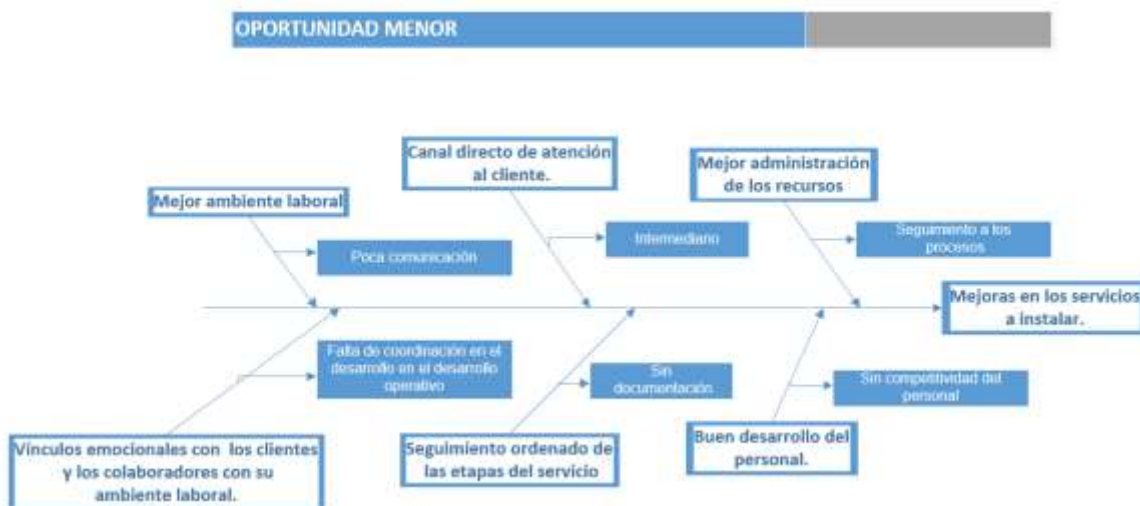 OPORTUNIDAD MENOR
Canal directo de atención
al cliente.
Mejor administración
de los recursos
Mejor ambiente laboral
Poca comunicación
Intermediario
Seguimiento a los
procesos
Mejoras en los servicios
a instalar.
Falta de coordinación en el
desarrollo en el desarrollo
operativo
Sin
documentación
Sin competitividad del
personal
Vínculos emocionales con los clientes
y los colaboradores con su
ambiente laboral.
Seguimiento ordenado de
las etapas del servicio
Buen desarrollo del
personal.